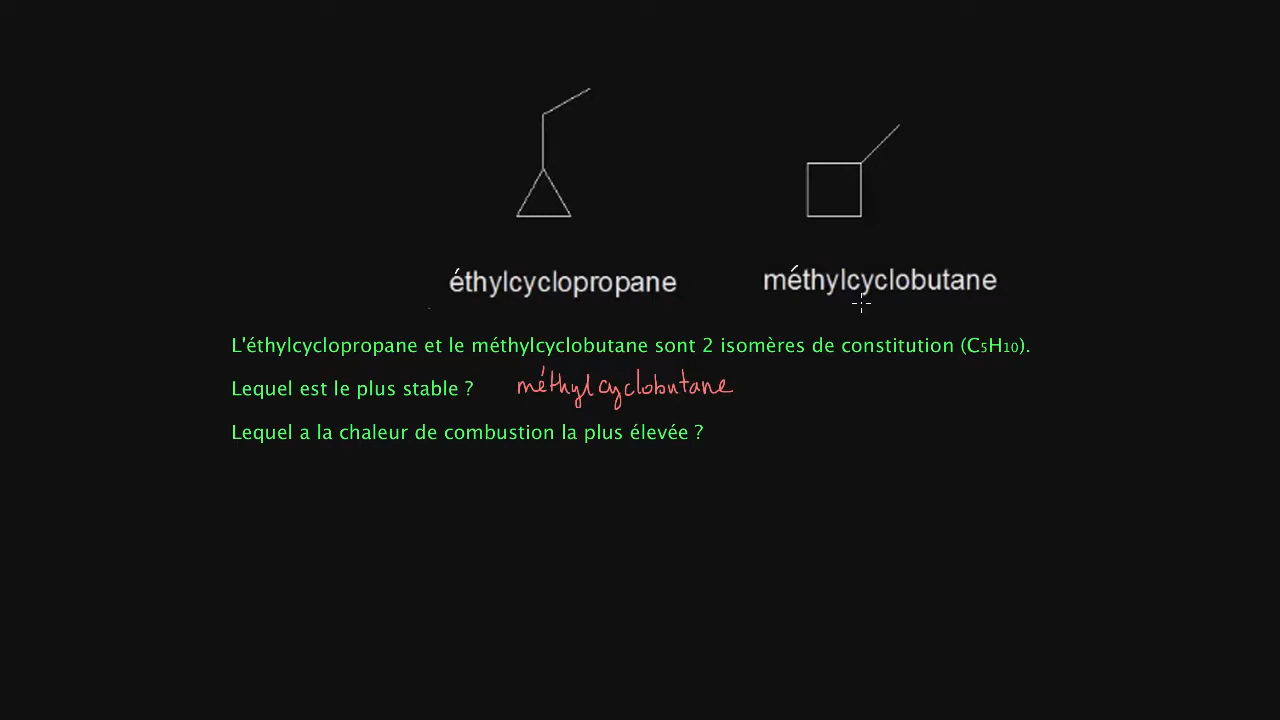 éthylcyclopropane méthylcyclobutane
L'éthylcyclopropane et le méthylcyclobutane sont 2 isomères de constitution (C₅H₁₀).
Lequel est le plus stable ? méthylcyclobutane
Lequel a la chaleur de combustion la plus élevée ?